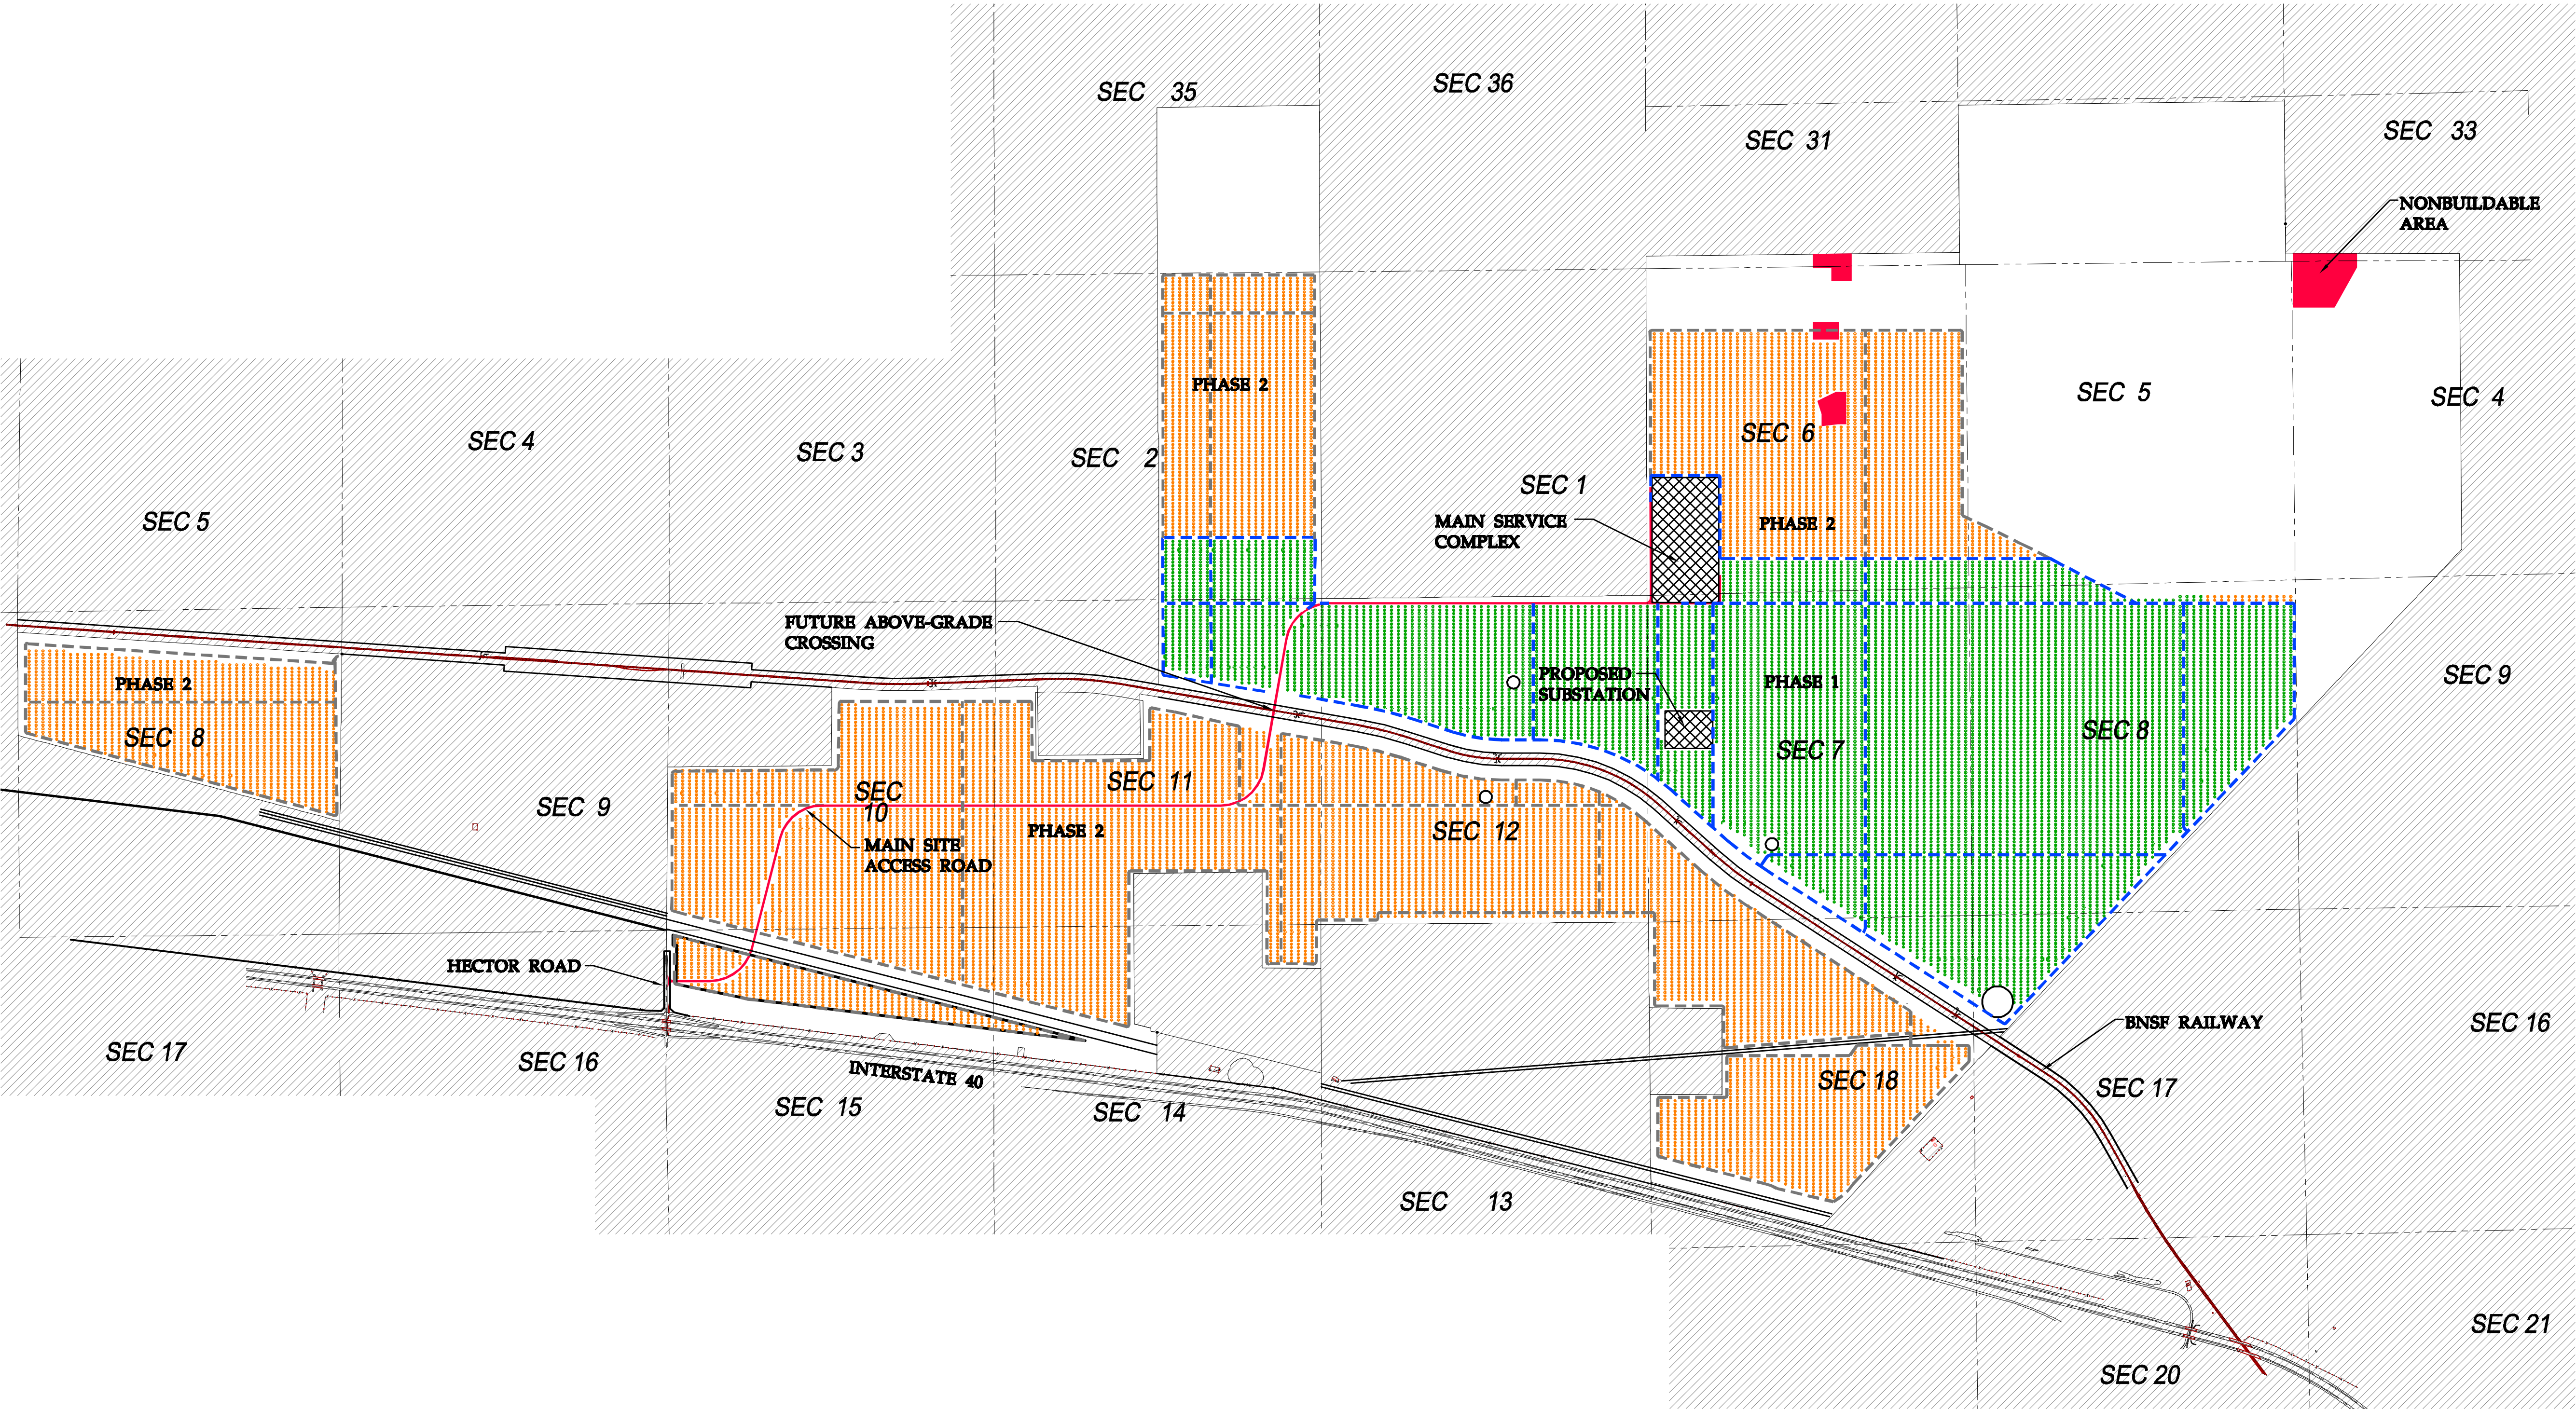 SEC 36
SEC 35
SEC 33
SEC 31
NONBUILDABLE
AREA
PHASE 2
SEC 5
SEC 4
SEC 6
SEC 4
SEC 3
SEC 2
SEC 1
SEC 5
MAIN SERVICE
COMPLEX
PHASE 2
FUTURE ABOVE-GRADE
CROSSING
PROPOSED
SUBSTATION
PHASE 1
SEC 9
PHASE 2
SEC 8
SEC 8
SEC 7
SEC 11
SEC
10
SEC 9
PHASE 2
SEC 12
MAIN SITE
ACCESS ROAD
HECTOR ROAD
BNSF RAILWAY
SEC 16
SEC 17
SEC 16
INTERSTATE 40
SEC 18
SEC 17
SEC 15
SEC 14
SEC 13
SEC 21
SEC 20